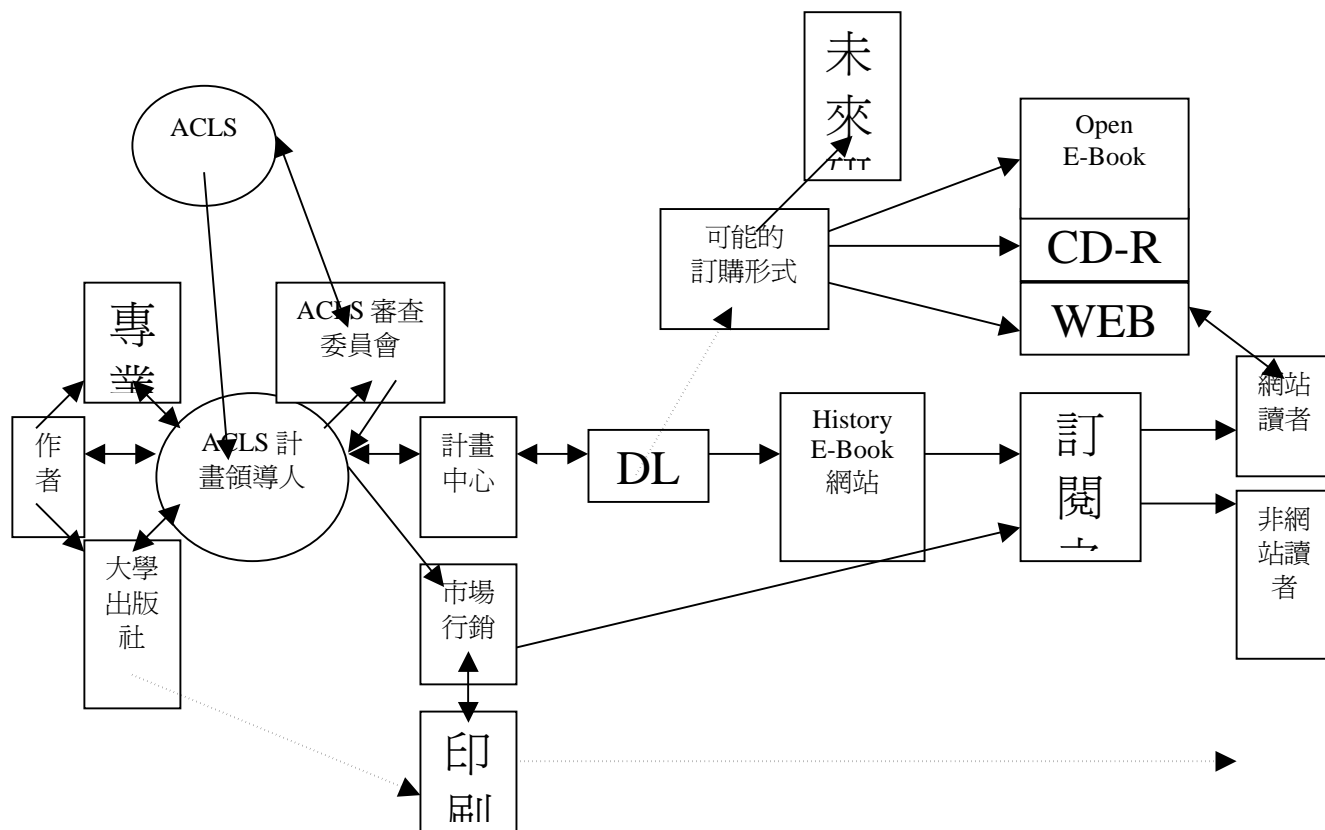 ACLS
專
業
作
者
ACLS 審查
委員會
ACLS 計
畫領導人
大學
出版
社
計畫
中心
市場
行銷
印
刷
DL
可能的
訂購形式
未
來
Open
E-Book
CD-R
WEB
History
E-Book
網站
訂
閱
網站
讀者
非網
站讀
者